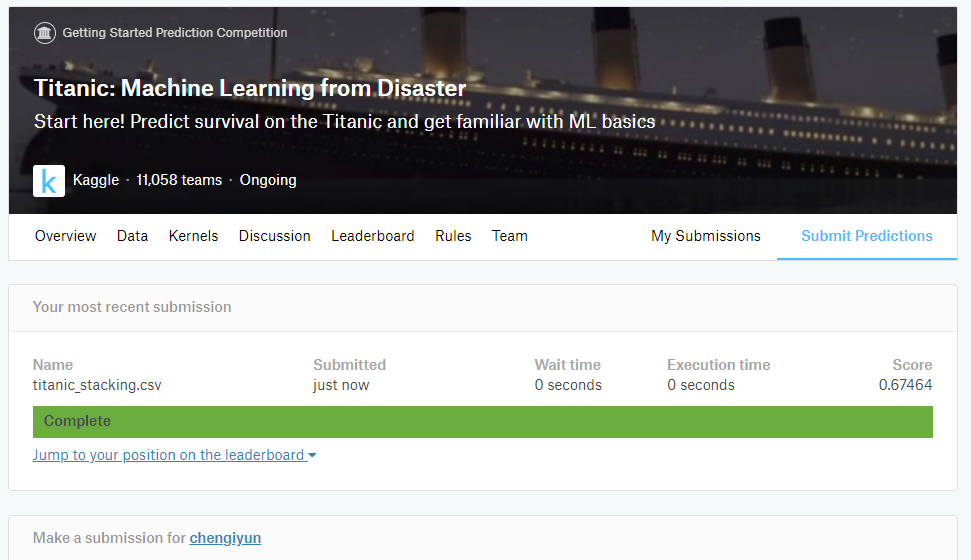 Getting Started Prediction Competition
Titanic: Machine Learning from Disaster
Start here! Predict survival on the Titanic and get familiar with ML basics
k Kaggle · 11,058 teams · Ongoing
Overview Data Kernels Discussion Leaderboard Rules Team My Submissions Submit Predictions
Your most recent submission
Name Submitted Wait time Execution time Score
titanic_stacking.csv just now 0 seconds 0 seconds 0.67464
Complete
Jump to your position on the leaderboard
Make a submission for chengiyun